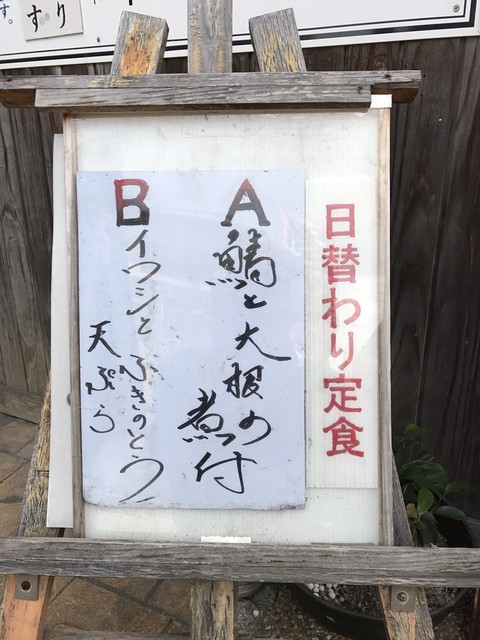 す。
すり
日替わり定食
A
鯖と大根の
煮付
B
イワシとふきのとう
天ぷら